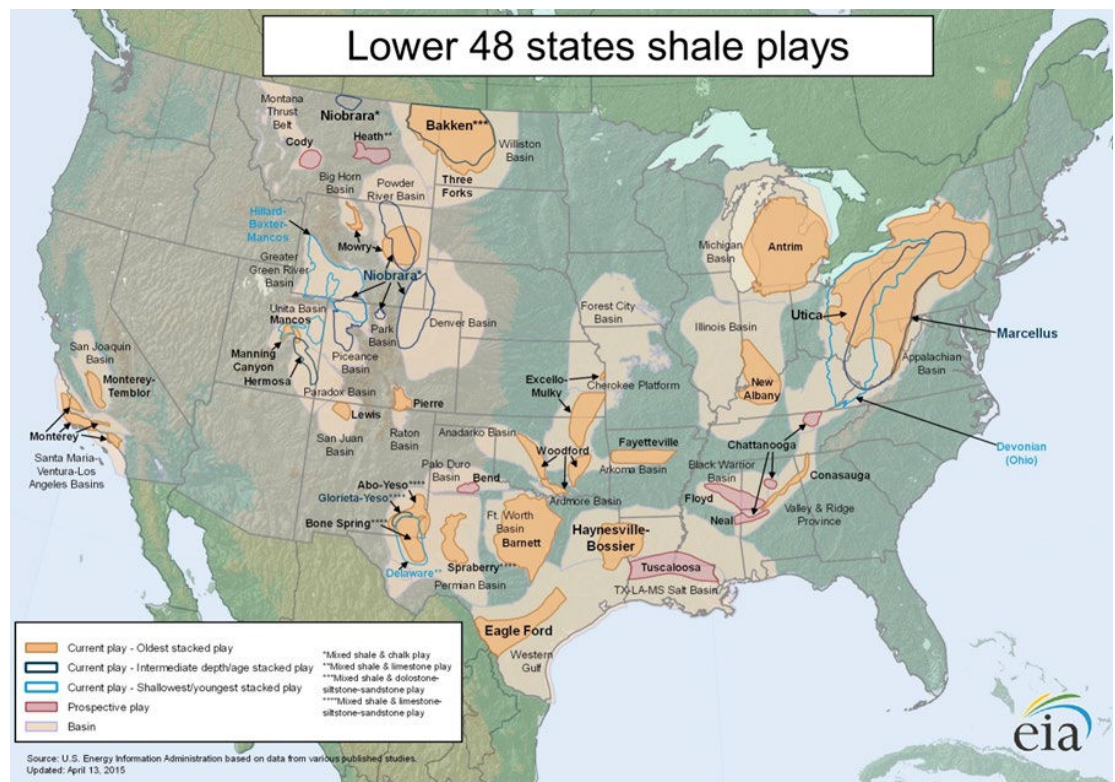 Lower 48 states shale plays
Montana
Thrust
Belt
Niobrara*
Bakken***
Cody
Heath**
Williston
Basin
Big Horn
Basin
Powder
River Basin
Three
Forks
Hillard-
Baxter-
Mancos
Mowry
Greater
Green River
Basin
Niobrara*
Michigan
Basin
Antrim
Unita Basin
Mancos
Park
Basin
Denver Basin
Forest City
Basin
Illinois Basin
Utica
Marcellus
San Joaquin
Basin
Manning
Canyon
Hermosa
Piceance
Basin
Appalachian
Basin
Monterey-
Temblor
Paradox Basin
Excello-
Mulky
Cherokee Platform
New
Albany
Lewis
Pierre
Monterey
San Juan
Basin
Raton
Basin
Anadarko Basin
Woodford
Fayetteville
Chattanooga
Devonian
(Ohio)
Santa Maria-
Ventura-Los
Angeles Basins
Palo Duro
Basin
Bend
Arkoma Basin
Black Warrior
Basin
Conasauga
Abo-Yeso****
Glorieta-Yeso****
Ardmore Basin
Floyd
Neal
Valley & Ridge
Province
Bone Spring****
Ft. Worth
Basin
Barnett
Haynesville-
Bossier
Delaware**
Spraberry****
Permian Basin
Tuscaloosa
TX-LA-MS Salt Basin
Eagle Ford
Western
Gulf
Current play - Oldest stacked play
Current play - Intermediate depth/age stacked play
Current play - Shallowest/youngest stacked play
Prospective play
Basin
*Mixed shale & chalk play
**Mixed shale & limestone play
***Mixed shale & dolostone-
siltstone-sandstone play
****Mixed shale & limestone-
siltstone-sandstone play
Source: U.S. Energy Information Administration based on data from various published studies.
Updated: April 13, 2015
eia